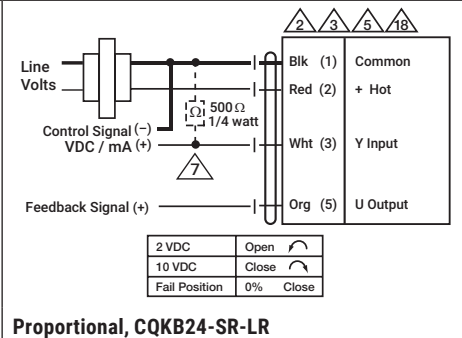 2 3 5 18
Line Volts
Blk (1) Common
Red (2) + Hot
Ω 500 Ω 1/4 watt
Control Signal (−)
VDC / mA (+)
Wht (3) Y Input
7
Feedback Signal (+)
Org (5) U Output
2 VDC Open
10 VDC Close
Fail Position 0% Close
Proportional, CQKB24-SR-LR